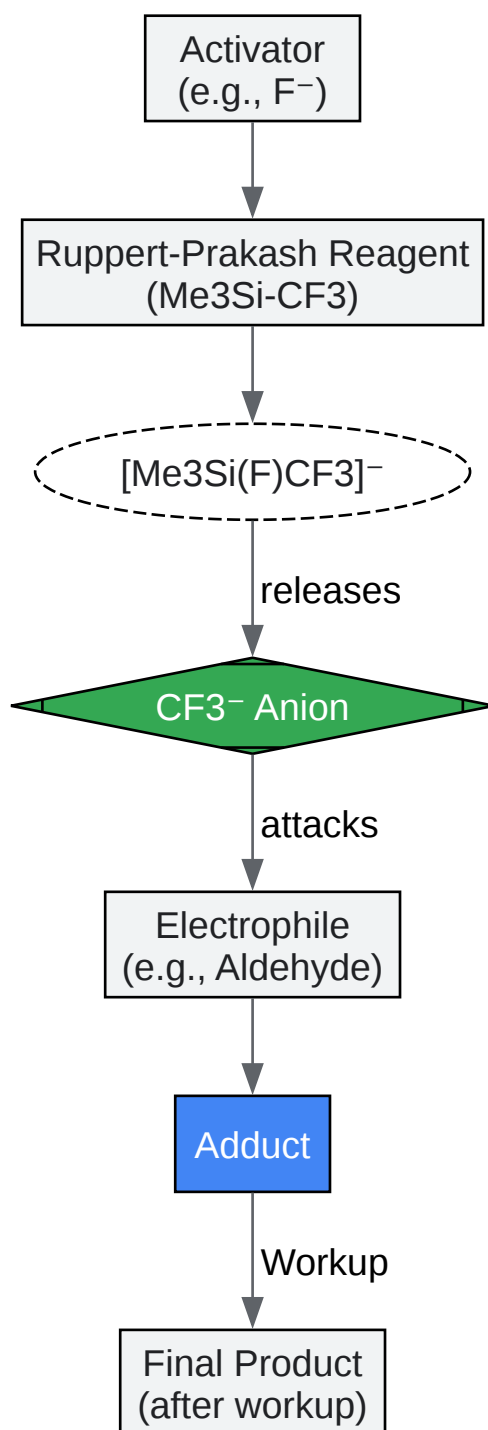 Activator
(e.g., F⁻)
Ruppert-Prakash Reagent
(Me3Si-CF3)
[Me3Si(F)CF3]⁻
releases
CF3⁻ Anion
attacks
Electrophile
(e.g., Aldehyde)
Adduct
Workup
Final Product
(after workup)